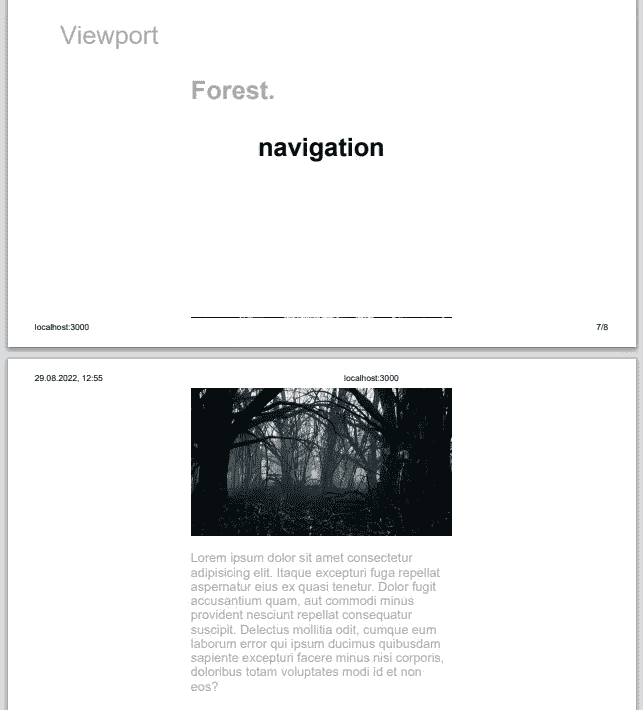 Viewport
Forest.
navigation
localhost:3000
7/8
29.08.2022, 12:55
localhost:3000
Lorem ipsum dolor sit amet consectetur
adipisicing elit. Itaque excepturi fuga repellat
aspernatur eius ex quasi tenetur. Dolor fugit
accusantium quam, aut commodi minus
provident nesciunt repellat consequatur
suscipit. Delectus mollitia odit, cumque eum
laborum error qui ipsum ducimus quibusdam
sapiente excepturi facere minus nisi corporis,
doloribus totam voluptates modi id et non
eos?